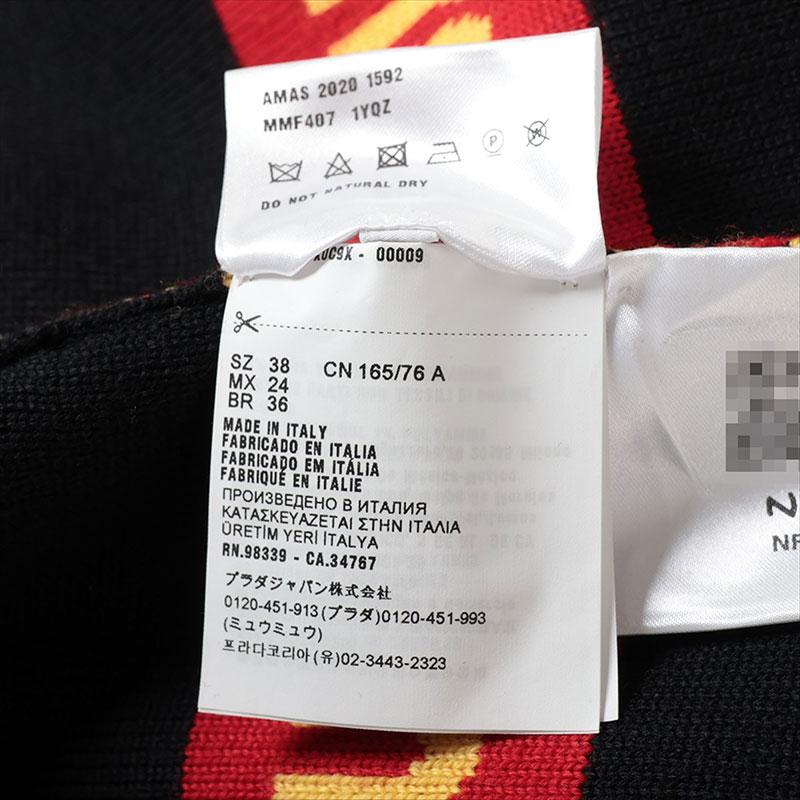 AMAS 2020 1592
MMF407 1YQZ
P
W
DO NOT NATURAL DRY
- 00009
SZ 38 CN 165/76 A
MX 24
BR 36
MADE IN ITALY
FABRICADO EN ITALIA
FABRICADO EM ITÁLIA
FABRIQUÉ EN ITALIE
ПРОИЗВЕДЕНО В ИТАЛИЯ
ΚΑΤΑΣΚΕΥΑΖΕΤΑΙ ΣΤΗΝ ΙΤΑΛΙΑ
ÜRETİM YERİ İTALYA
RN.98339 - CA.34767
プラダジャパン株式会社
0120-451-913 (プラダ) 0120-451-993
(ミュウミュウ)
프라다코리아 (유) 02-3443-2323